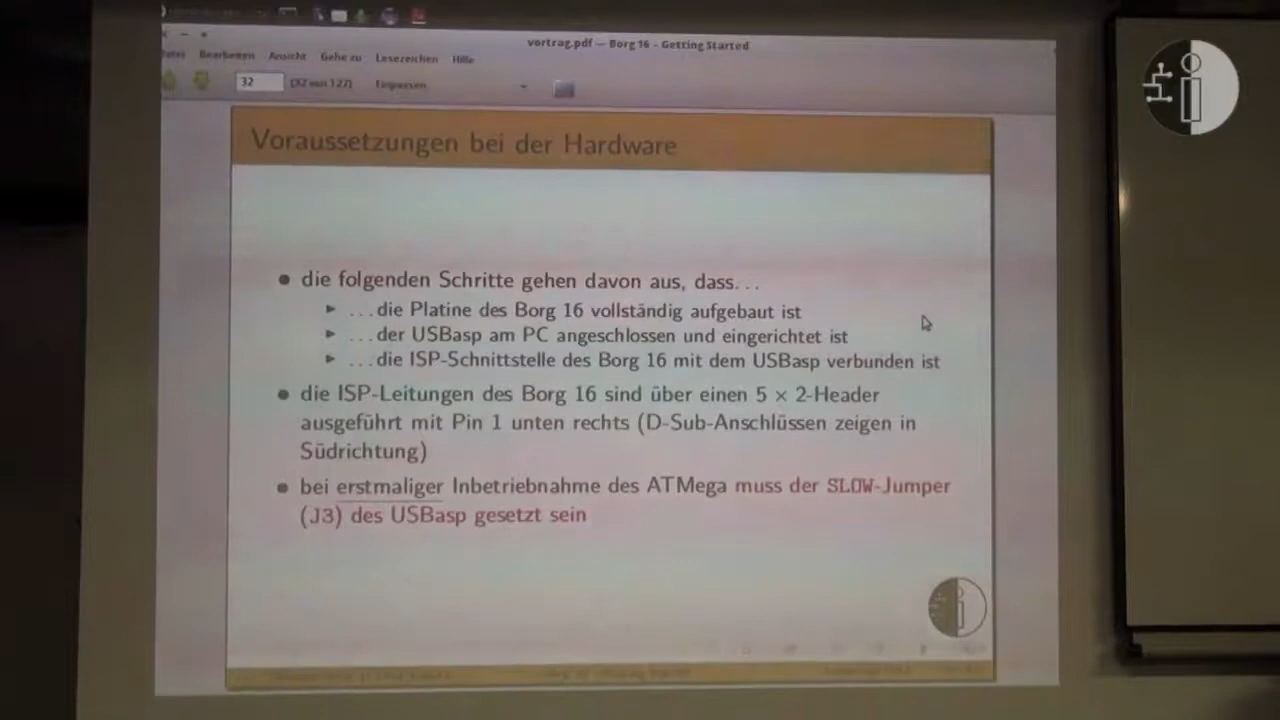 vortrag.pdf — Borg 16 - Getting Started
Bearbeiten Ansicht Gehe zu Lesezeichen Hilfe
32 (32 von 127) Einpassen
Voraussetzungen bei der Hardware
● die folgenden Schritte gehen davon aus, dass...
► ...die Platine des Borg 16 vollständig aufgebaut ist
► ...der USBasp am PC angeschlossen und eingerichtet ist
► ...die ISP-Schnittstelle des Borg 16 mit dem USBasp verbunden ist
● die ISP-Leitungen des Borg 16 sind über einen 5 × 2-Header
ausgeführt mit Pin 1 unten rechts (D-Sub-Anschlüssen zeigen in
Südrichtung)
● bei erstmaliger Inbetriebnahme des ATMega muss der SLOW-Jumper
(J3) des USBasp gesetzt sein